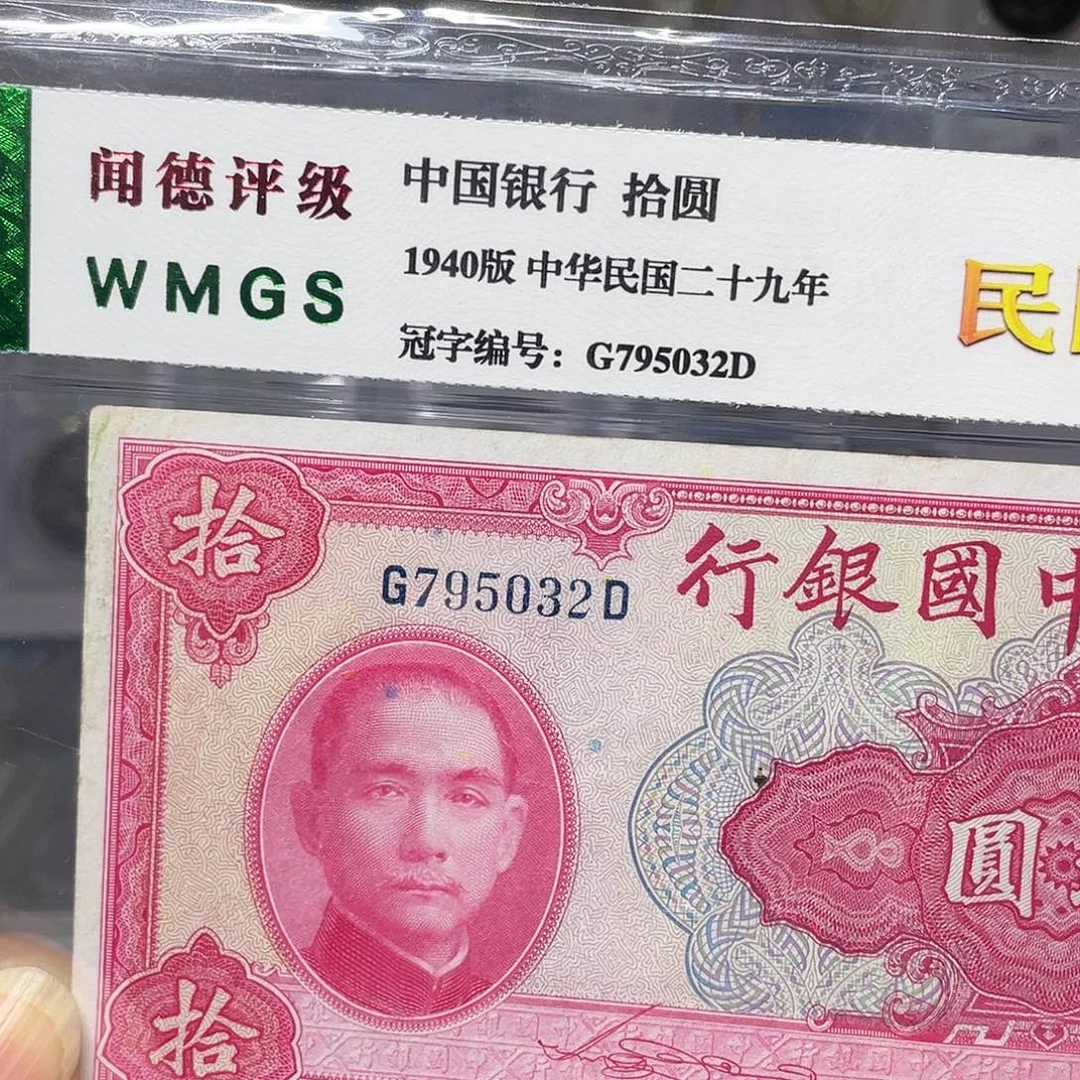 闻德评级
WMGS
中国银行 拾圆
1940版 中华民国二十九年
冠字编号：G795032D
民
拾
G795032D
行銀國中
圓
拾